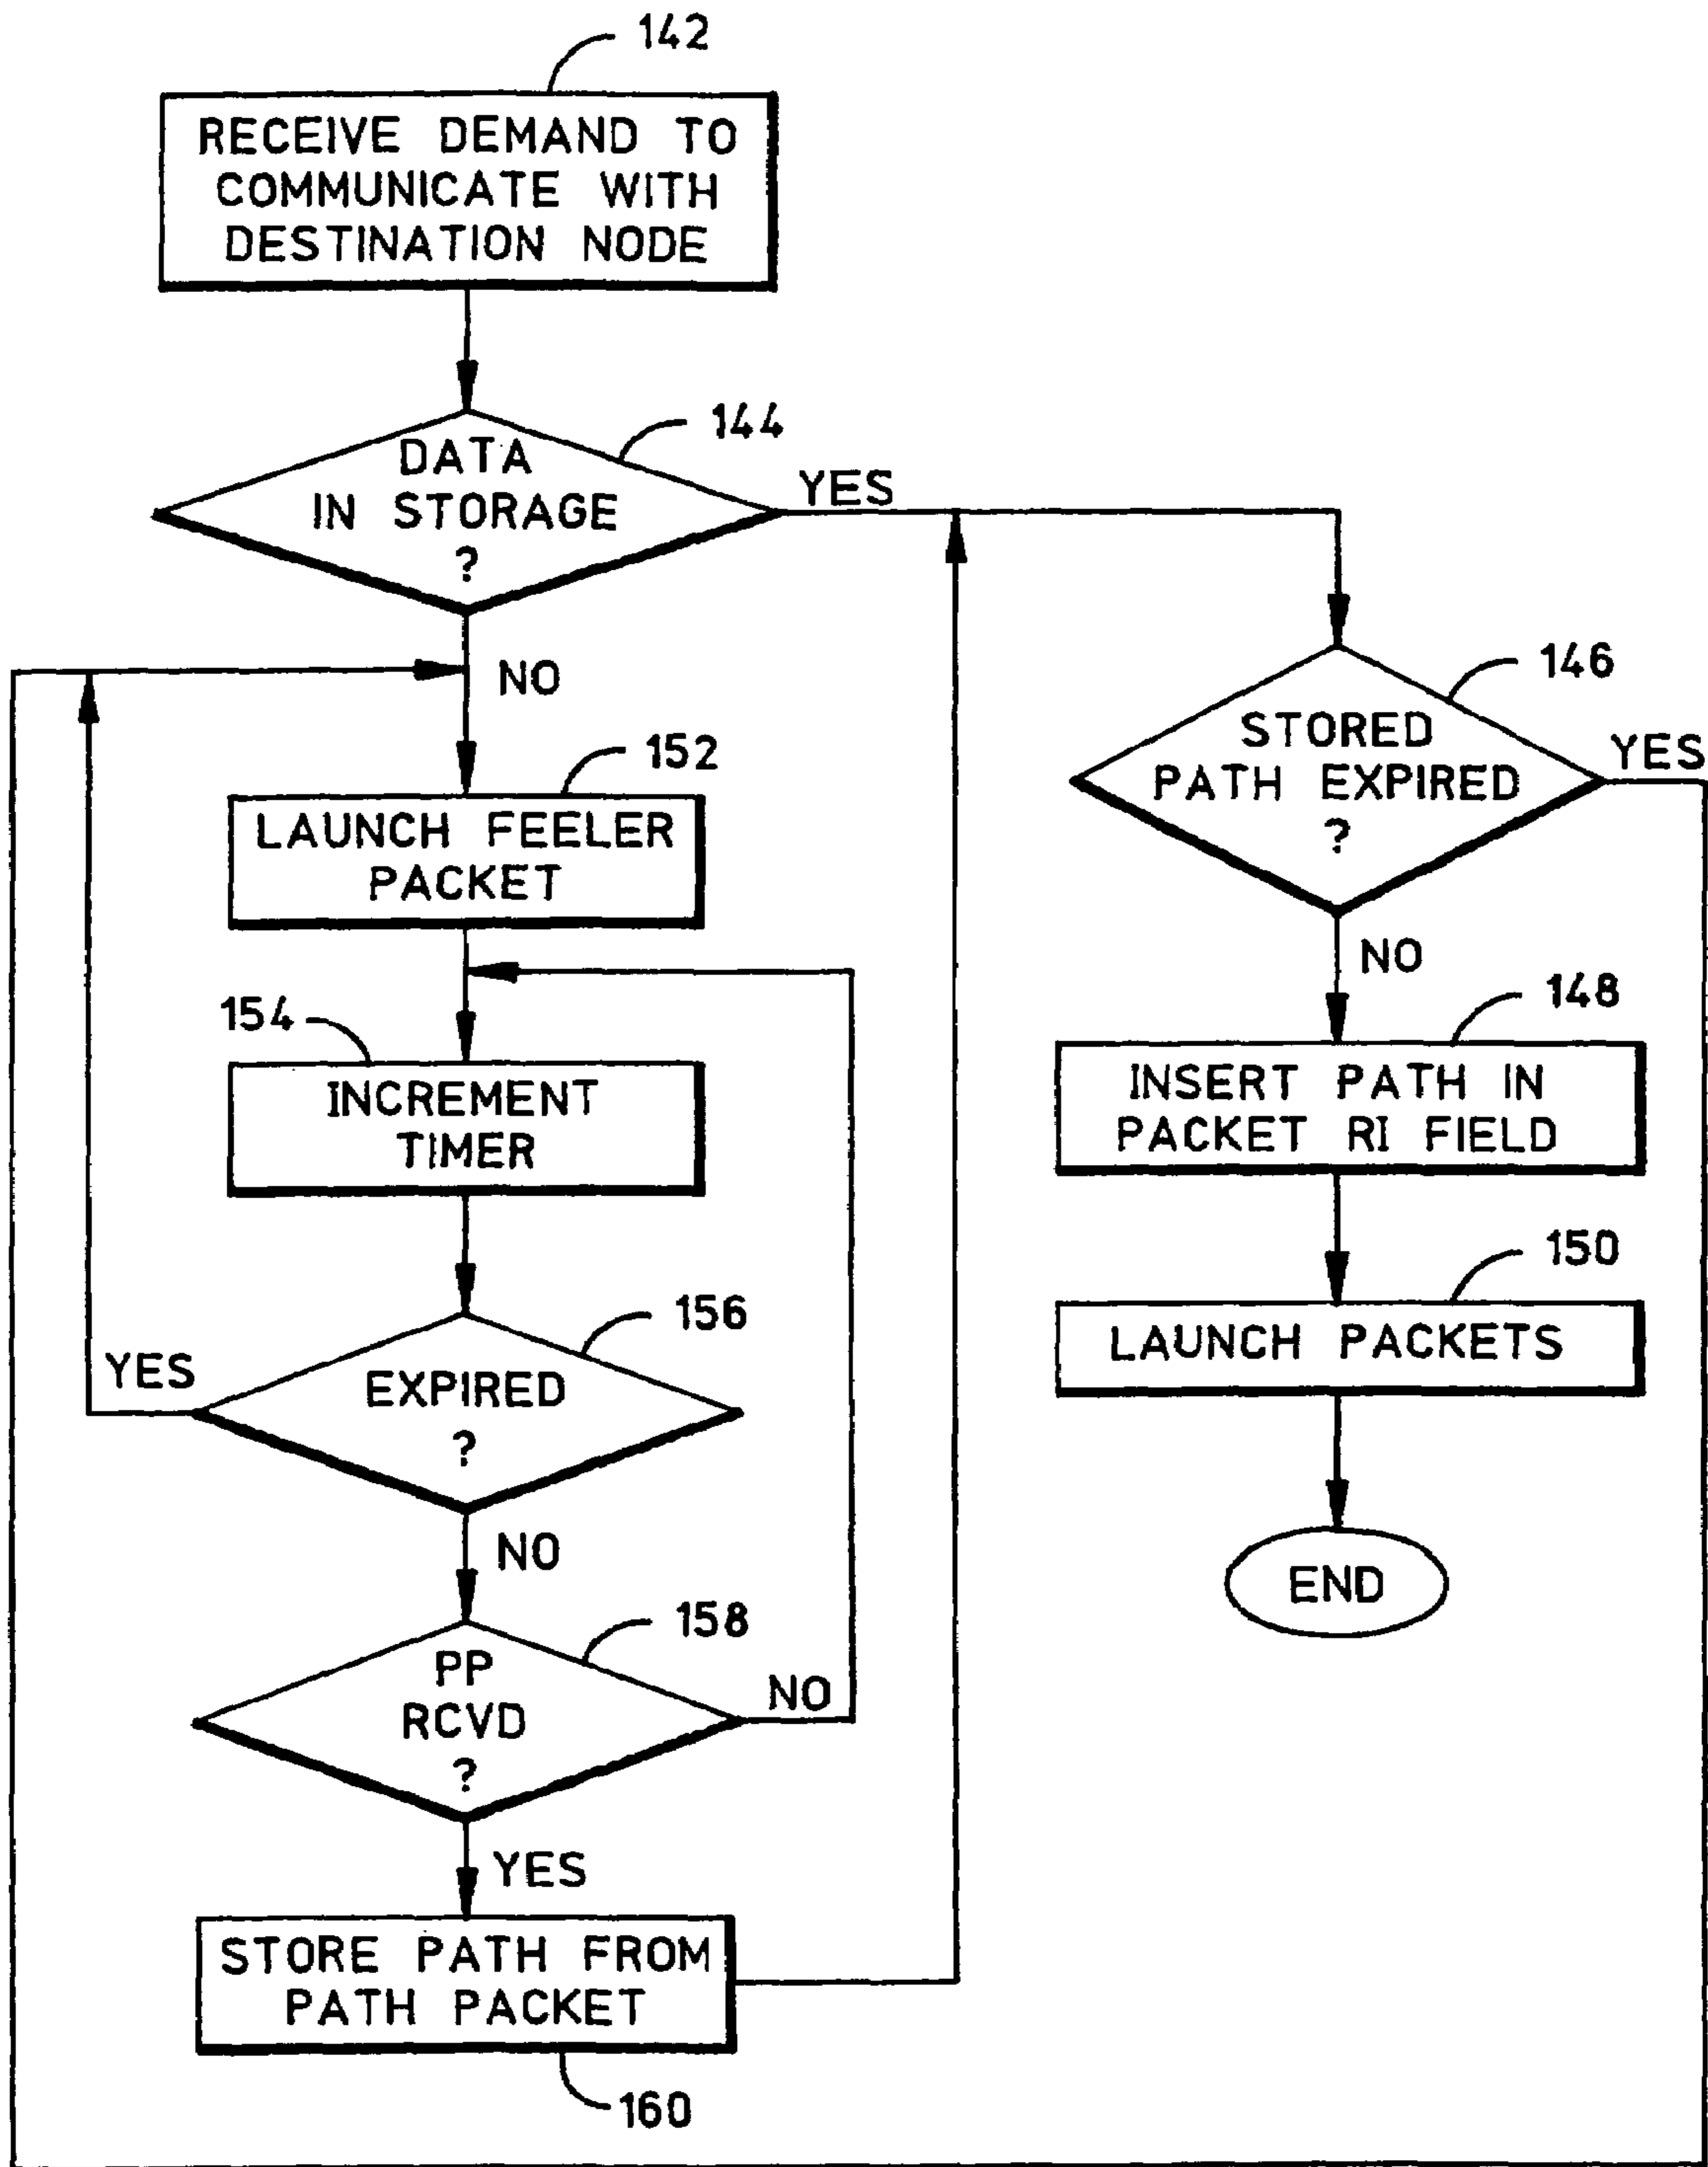 142
RECEIVE DEMAND TO
COMMUNICATE WITH
DESTINATION NODE
144
DATA
IN STORAGE
?
YES
NO
146
STORED
PATH EXPIRED
?
YES
NO
152
LAUNCH FEELER
PACKET
154
INCREMENT
TIMER
156
EXPIRED
?
YES
NO
158
PP
RCVD
?
NO
YES
STORE PATH FROM
PATH PACKET
160
148
INSERT PATH IN
PACKET RI FIELD
150
LAUNCH PACKETS
END